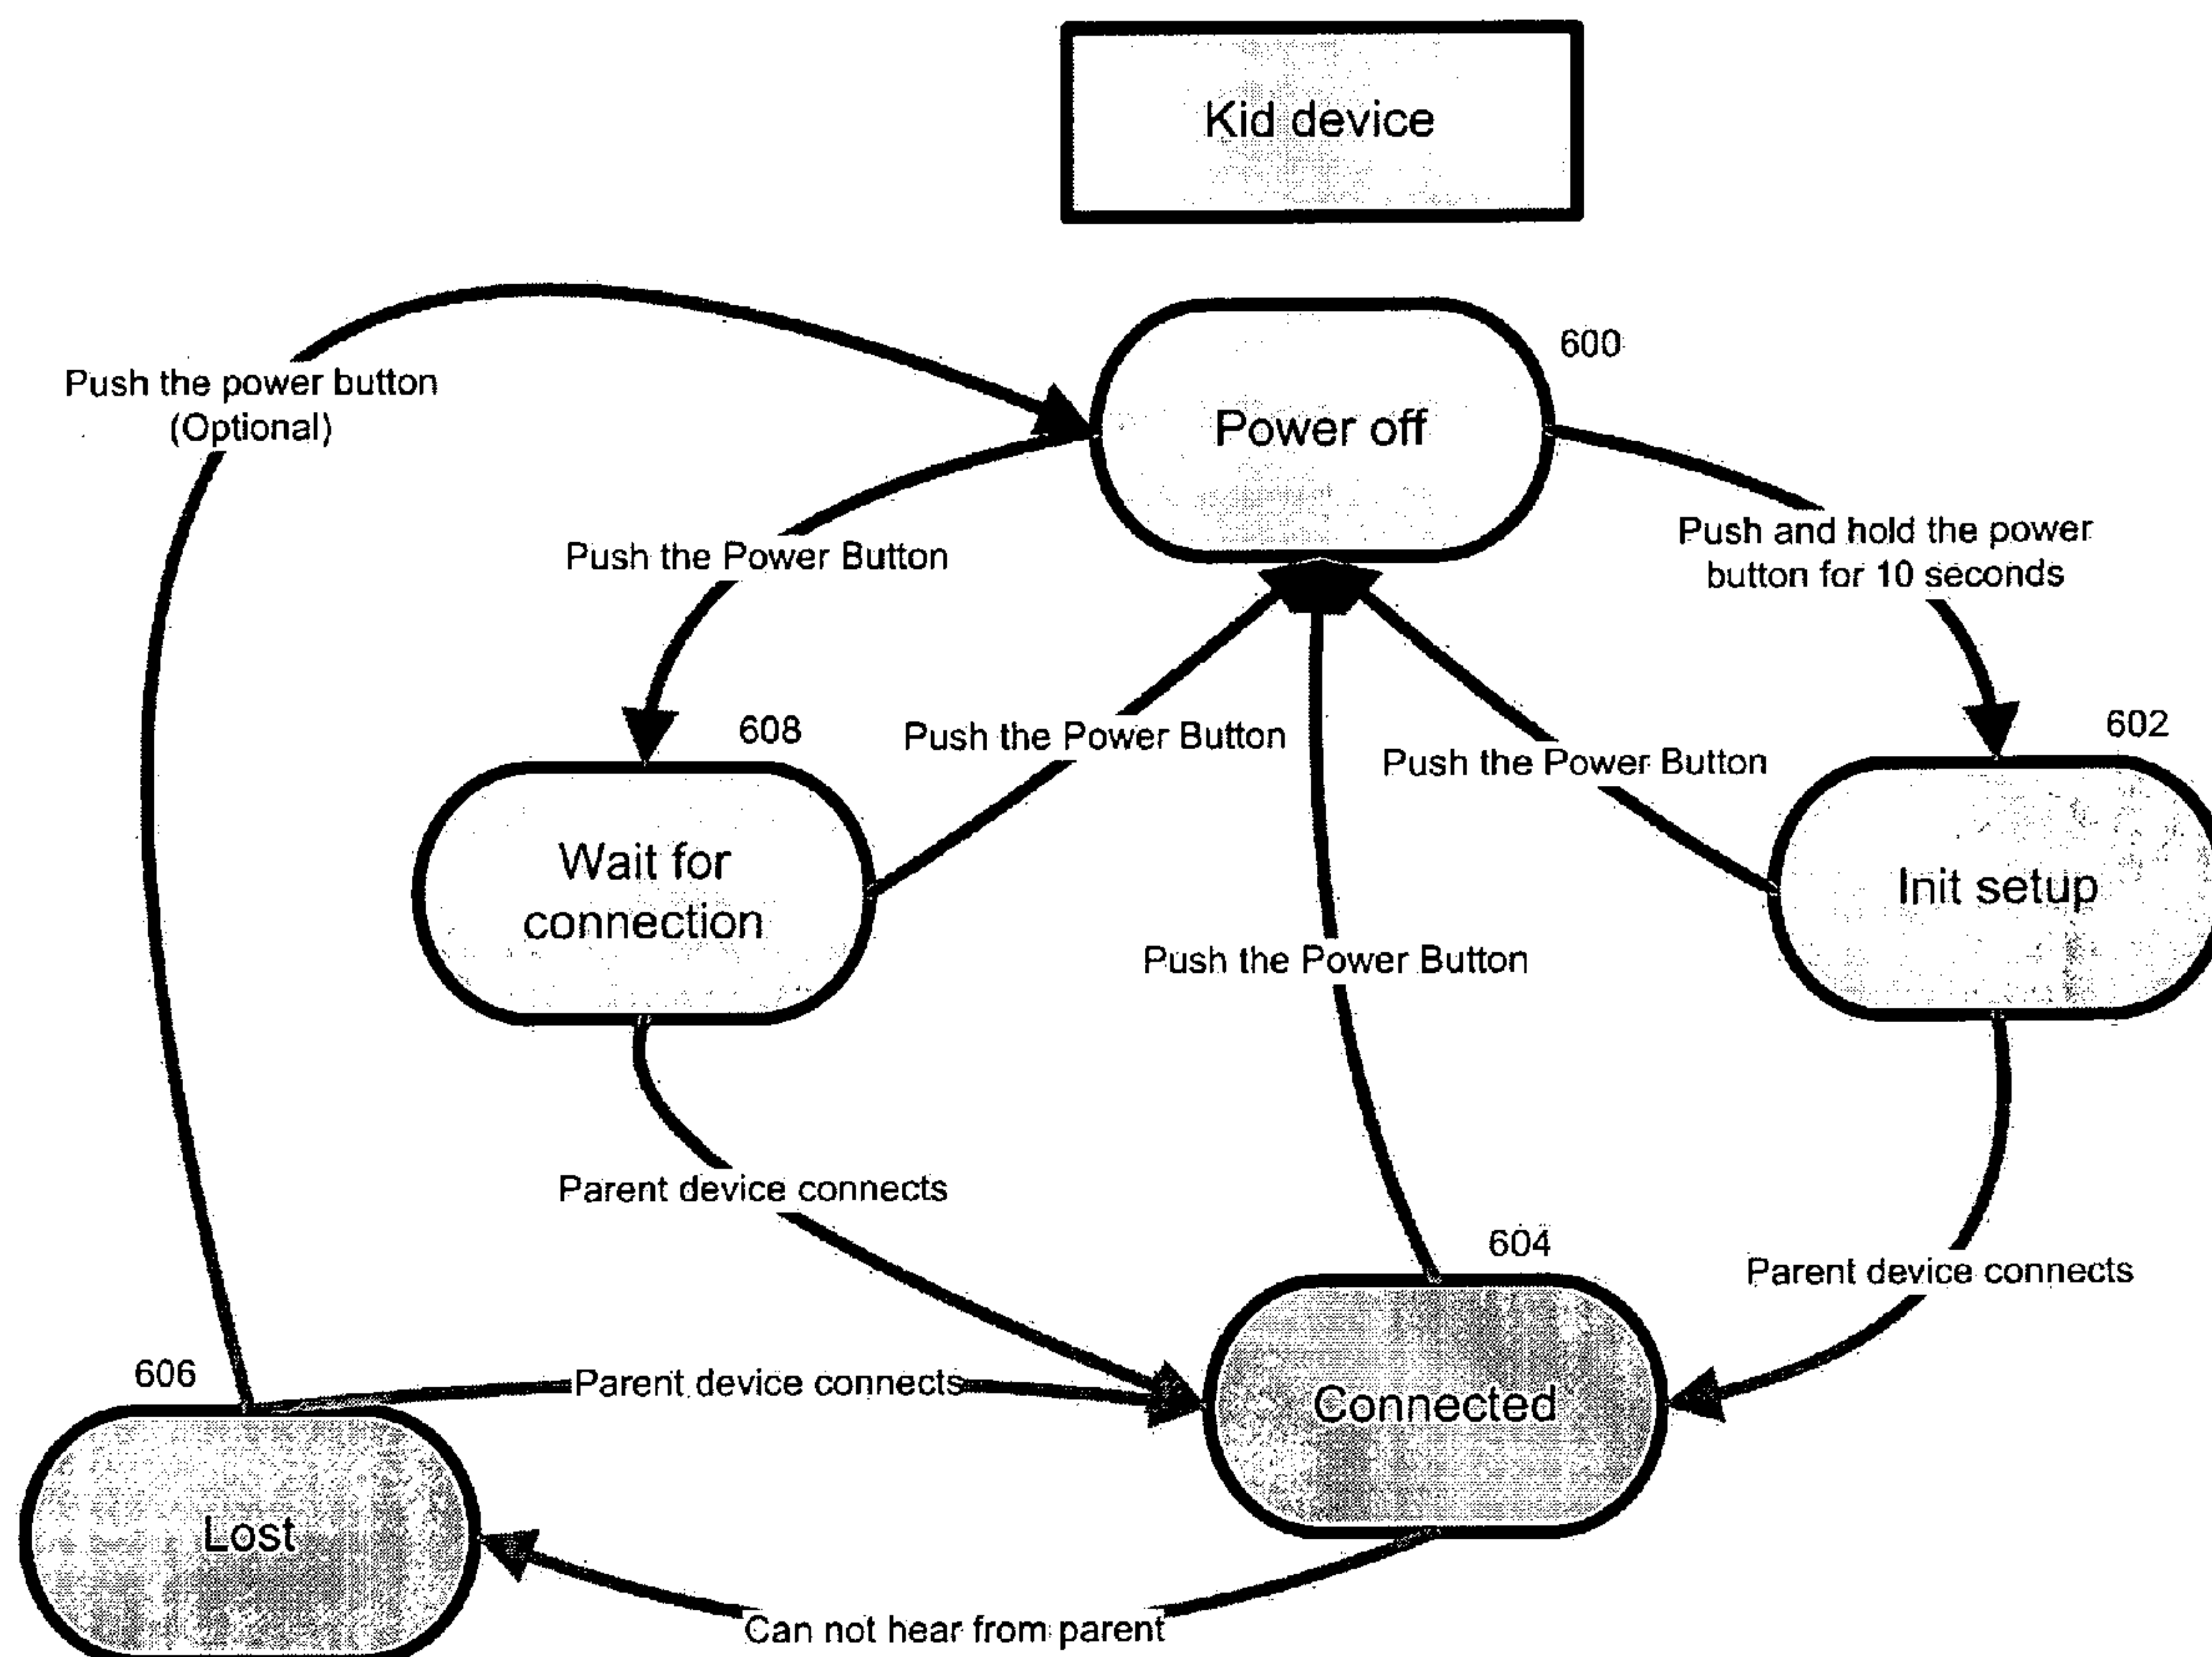 Kid device
600
Push the power button
(Optional)
Power off
Push and hold the power
button for 10 seconds
Push the Power Button
602
608
Push the Power Button
Push the Power Button
Wait for
connection
Init setup
Push the Power Button
Parent device connects
604
Parent device connects
606
Parent device connects
Connected
Lost
Can not hear from parent